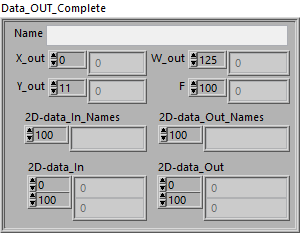 Data_OUT_Complete
Name
X_out 0 0 W_out 125 0
Y_out 11 0 F 100 0
2D-data_In_Names 2D-data_Out_Names
100 100
2D-data_In 2D-data_Out
0 0 0 0
100 0 100 0